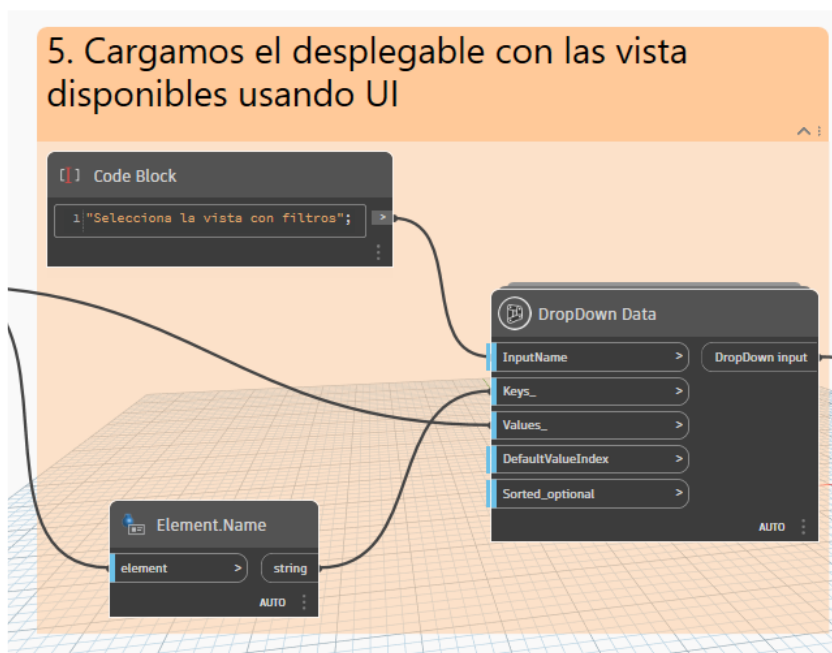 5. Cargamos el desplegable con las vista
disponibles usando UI
Code Block
1 "Selecciona la vista con filtros";
>
DropDown Data
InputName >
DropDown input
Keys_ >
Values_ >
DefaultValueIndex >
Sorted_optional >
AUTO
Element.Name
element >
string
AUTO